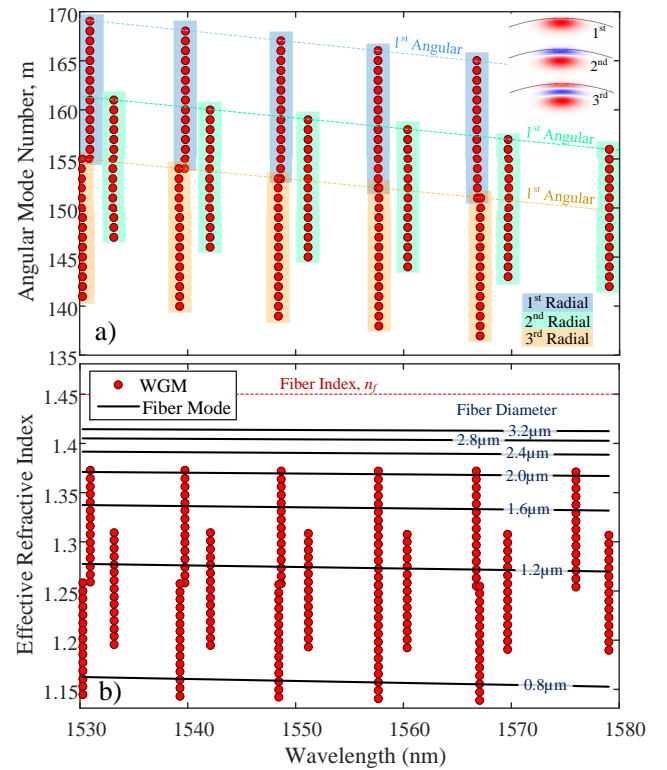 170
165
160
155
150
145
140
135
Angular Mode Number, m
1st Angular
1st Angular
1st Angular
1st
2nd
3rd
1st Radial
2nd Radial
3rd Radial
a)
WGM
Fiber Mode
Fiber Index, nf
Fiber Diameter
3.2μm
2.8μm
2.4μm
2.0μm
1.6μm
1.2μm
0.8μm
b)
1.45
1.4
1.35
1.3
1.25
1.2
1.15
Effective Refractive Index
1530
1540
1550
1560
1570
1580
Wavelength (nm)